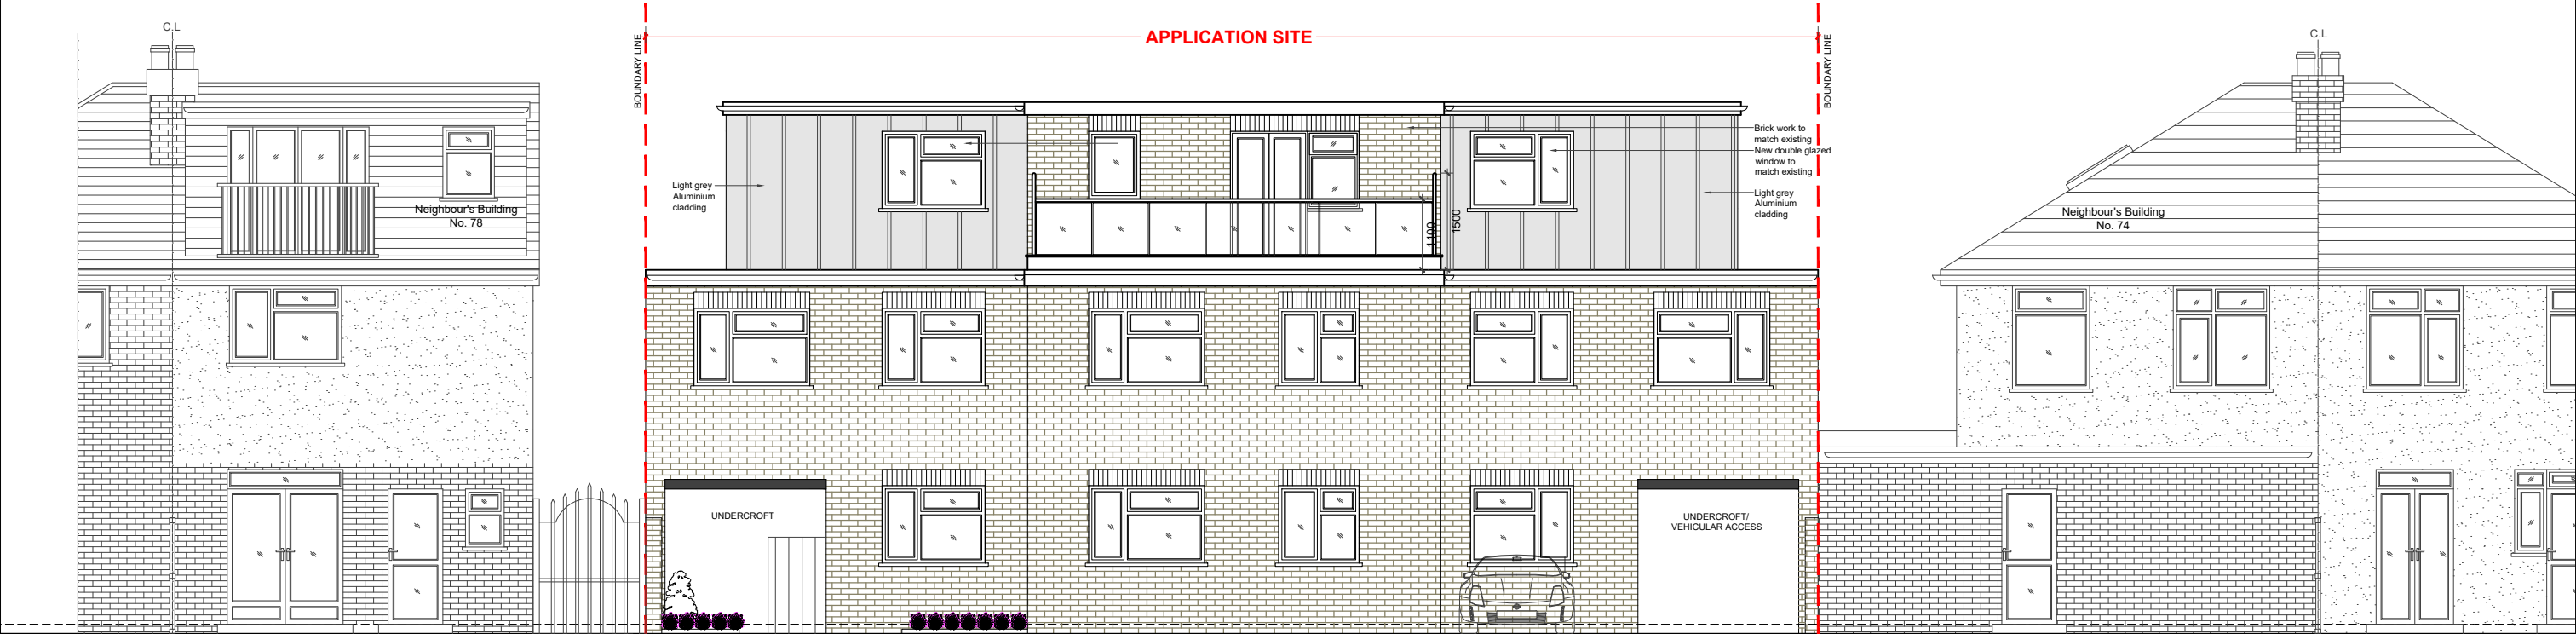 C.L
APPLICATION SITE
C.L
BOUNDARY LINE
BOUNDARY LINE
Neighbour's Building
No. 78
Light grey
Aluminium
cladding
1100
1500
Brick work to
match existing
New double glazed
window to
match existing
Light grey
Aluminium
cladding
Neighbour's Building
No. 74
UNDERCROFT
UNDERCROFT/
VEHICULAR ACCESS